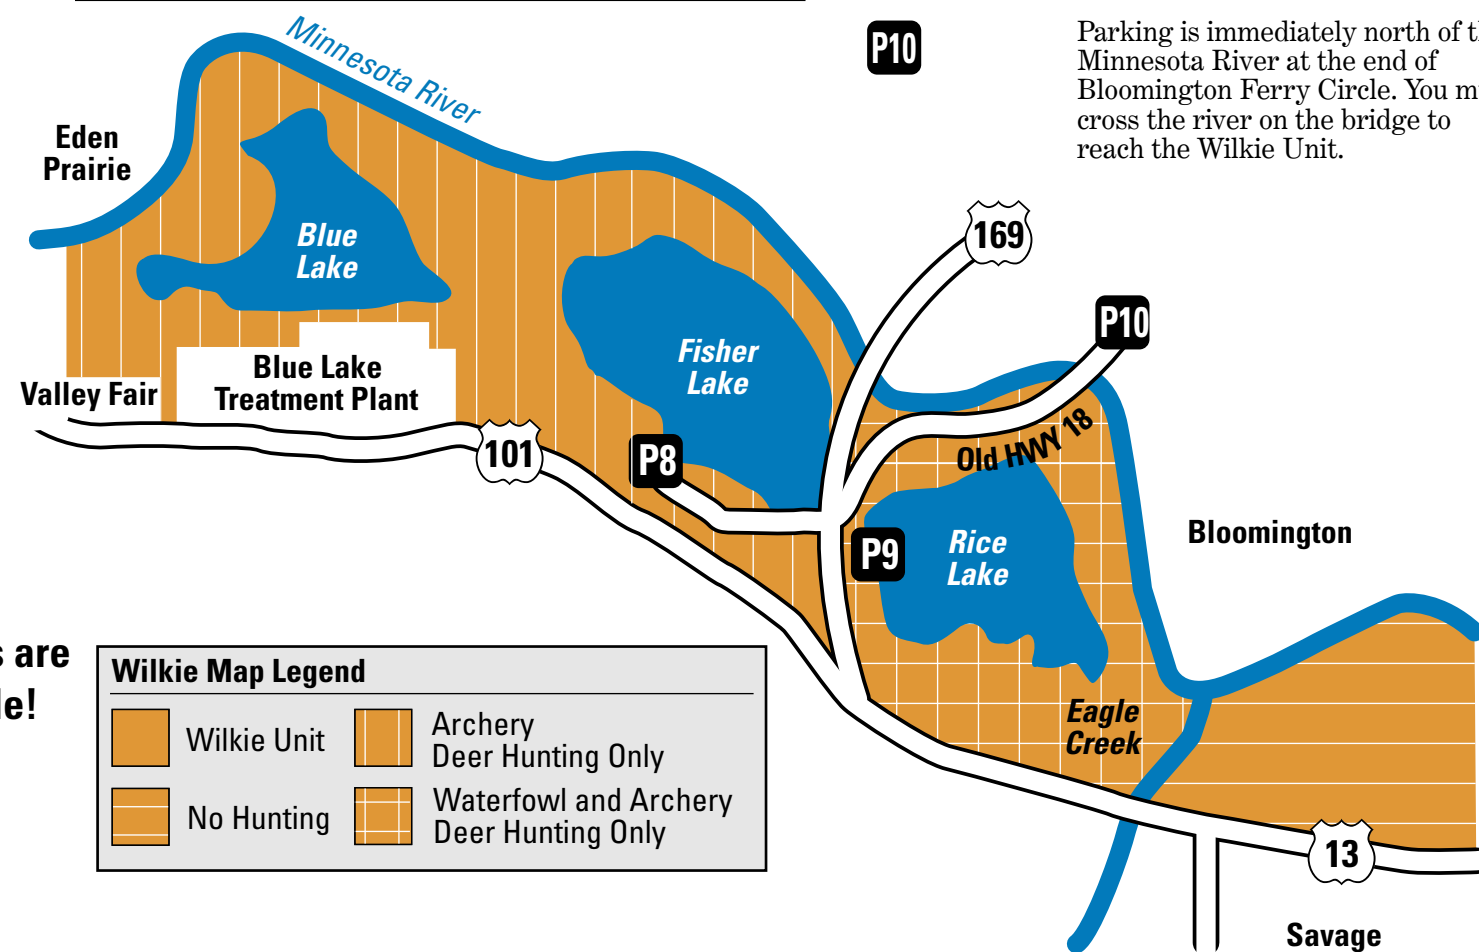 P10
Parking is immediately north of
Minnesota River at the end of
Bloomington Ferry Circle. You
cross the river on the bridge to
reach the Wilkie Unit.
Minnesota River
Eden
Prairie
169
Blue
Lake
P10
Fisher
Lake
Blue Lake
Treatment Plant
Valley Fair
Old HWY 18
101
P8
Bloomington
P9
Rice
Lake
are
Wilkie Map Legend
Wilkie Unit
Archery
Deer Hunting Only
No Hunting
Waterfowl and Archery
Deer Hunting Only
Eagle
Creek
13
Savage